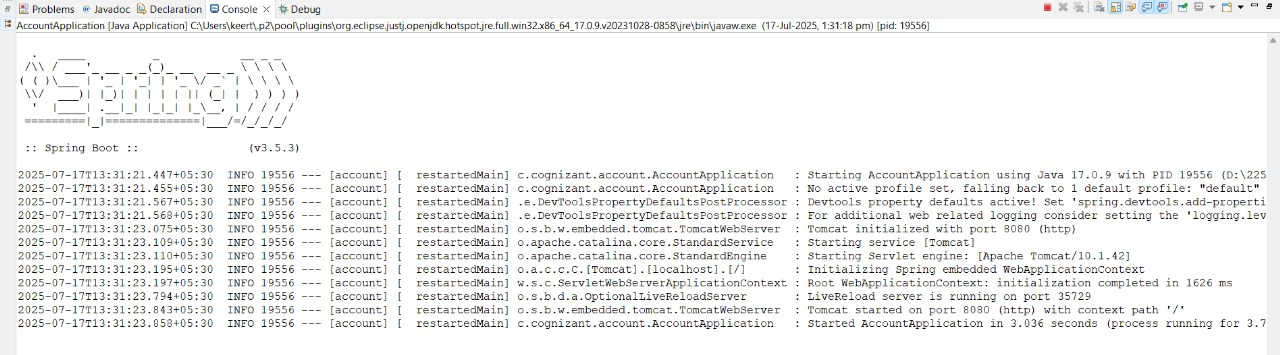 Problems Javadoc Declaration Console Debug
AccountApplication [Java Application] C:\Users\keert\.p2\pool\plugins\org.eclipse.justj.openjdk.hotspot.jre.full.win32.x86_64_17.0.9.v20231028-0858\jre\bin\javaw.exe (17-Jul-2025, 1:31:18 pm) [pid: 19556]
  .   ____          _            __ _ _
 /\\ / ___'_ __ _ _(_)_ __  __ _ \ \ \ \
( ( )\___ | '_ | '_| | '_ \/ _` | \ \ \ \
 \\/  ___)| |_)| | | | | || (_| |  ) ) ) )
  '  |____| .__|_| |_|_| |_\__, | / / / /
 =========|_|==============|___/=/_/_/_/
 :: Spring Boot ::                (v3.5.3)
2025-07-17T13:31:21.447+05:30  INFO 19556 --- [account] [  restartedMain] c.cognizant.account.AccountApplication   : Starting AccountApplication using Java 17.0.9 with PID 19556 (D:\225
2025-07-17T13:31:21.455+05:30  INFO 19556 --- [account] [  restartedMain] c.cognizant.account.AccountApplication   : No active profile set, falling back to 1 default profile: "default"
2025-07-17T13:31:21.567+05:30  INFO 19556 --- [account] [  restartedMain] .e.DevToolsPropertyDefaultsPostProcessor : Devtools property defaults active! Set 'spring.devtools.add-properti
2025-07-17T13:31:21.568+05:30  INFO 19556 --- [account] [  restartedMain] .e.DevToolsPropertyDefaultsPostProcessor : For additional web related logging consider setting the 'logging.lev
2025-07-17T13:31:23.075+05:30  INFO 19556 --- [account] [  restartedMain] o.s.b.w.embedded.tomcat.TomcatWebServer  : Tomcat initialized with port 8080 (http)
2025-07-17T13:31:23.109+05:30  INFO 19556 --- [account] [  restartedMain] o.apache.catalina.core.StandardService   : Starting service [Tomcat]
2025-07-17T13:31:23.110+05:30  INFO 19556 --- [account] [  restartedMain] o.apache.catalina.core.StandardEngine    : Starting Servlet engine: [Apache Tomcat/10.1.42]
2025-07-17T13:31:23.195+05:30  INFO 19556 --- [account] [  restartedMain] o.a.c.c.C.[Tomcat].[localhost].[/]       : Initializing Spring embedded WebApplicationContext
2025-07-17T13:31:23.197+05:30  INFO 19556 --- [account] [  restartedMain] w.s.c.ServletWebServerApplicationContext : Root WebApplicationContext: initialization completed in 1626 ms
2025-07-17T13:31:23.794+05:30  INFO 19556 --- [account] [  restartedMain] o.s.b.d.a.OptionalLiveReloadServer       : LiveReload server is running on port 35729
2025-07-17T13:31:23.843+05:30  INFO 19556 --- [account] [  restartedMain] o.s.b.w.embedded.tomcat.TomcatWebServer  : Tomcat started on port 8080 (http) with context path '/'
2025-07-17T13:31:23.858+05:30  INFO 19556 --- [account] [  restartedMain] c.cognizant.account.AccountApplication   : Started AccountApplication in 3.036 seconds (process running for 3.7